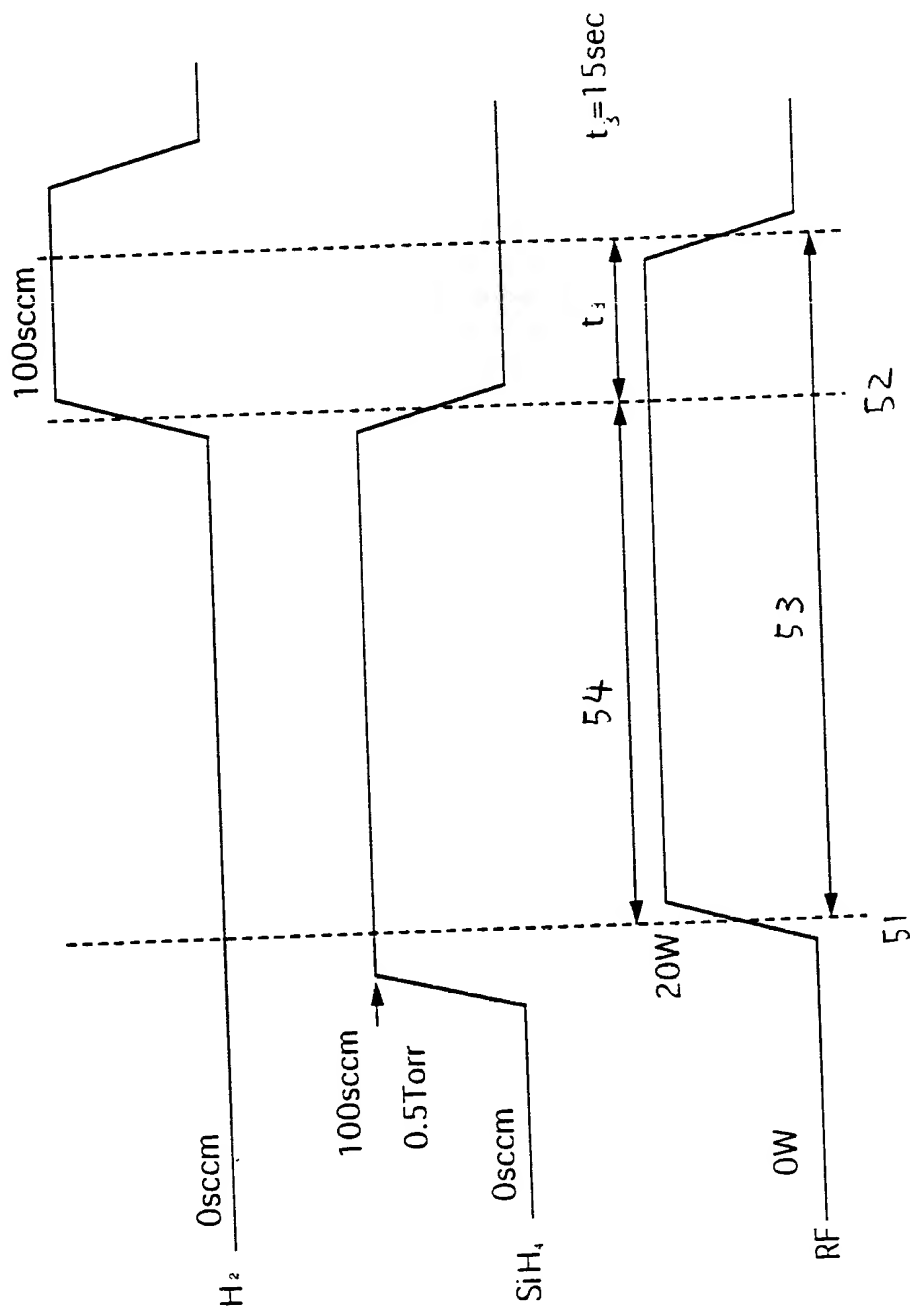 100sccm
H₂ 0sccm
100sccm
0.5Torr
SiH₄ 0sccm
54
t₃
t₃=15sec
20W
RF 0W
53
51
52